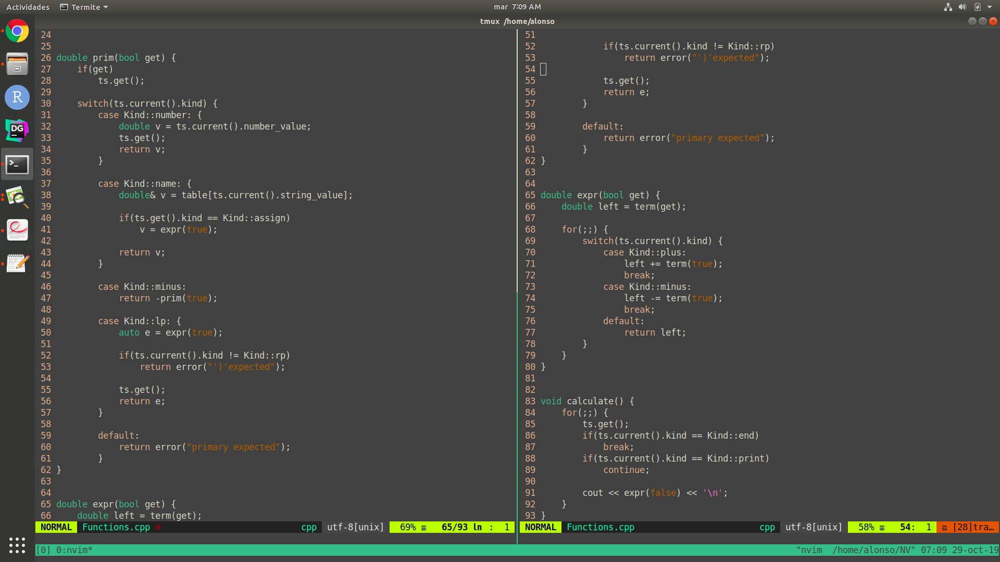 Actividades Termite mar 7:09 AM
tmux /home/alonso
24
25
26 double prim(bool get) {
27     if(get)
28         ts.get();
29
30     switch(ts.current().kind) {
31         case Kind::number: {
32             double v = ts.current().number_value;
33             ts.get();
34             return v;
35         }
36
37         case Kind::name: {
38             double& v = table[ts.current().string_value];
39
40             if(ts.get().kind == Kind::assign)
41                 v = expr(true);
42
43             return v;
44         }
45
46         case Kind::minus:
47             return -prim(true);
48
49         case Kind::lp: {
50             auto e = expr(true);
51
52             if(ts.current().kind != Kind::rp)
53                 return error("')'expected");
54
55             ts.get();
56             return e;
57         }
58
59         default:
60             return error("primary expected");
61         }
62 }
63
64
65 double expr(bool get) {
66     double left = term(get);
NORMAL Functions.cpp cpp utf-8[unix] 69% ≡ 65/93 ln : 1
51
52             if(ts.current().kind != Kind::rp)
53                 return error("')'expected");
54
55             ts.get();
56             return e;
57         }
58
59         default:
60             return error("primary expected");
61         }
62 }
63
64
65 double expr(bool get) {
66     double left = term(get);
67
68     for(;;) {
69         switch(ts.current().kind) {
70             case Kind::plus:
71                 left += term(true);
72                 break;
73             case Kind::minus:
74                 left -= term(true);
75                 break;
76             default:
77                 return left;
78         }
79     }
80 }
81
82
83 void calculate() {
84     for(;;) {
85         ts.get();
86         if(ts.current().kind == Kind::end)
87             break;
88         if(ts.current().kind == Kind::print)
89             continue;
90
91         cout << expr(false) << '\n';
92     }
93 }
NORMAL Functions.cpp cpp utf-8[unix] 58% ≡ 54: 1 ☲ [28]tra…
[0] 0:nvim* "nvim /home/alonso/NV" 07:09 29-oct-19
R
DG